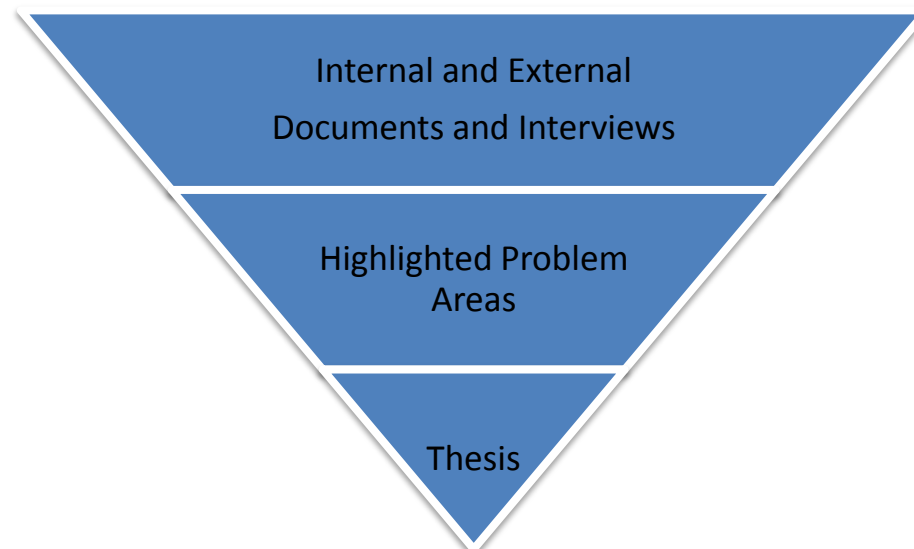 Internal and External
Documents and Interviews
Highlighted Problem
Areas
Thesis